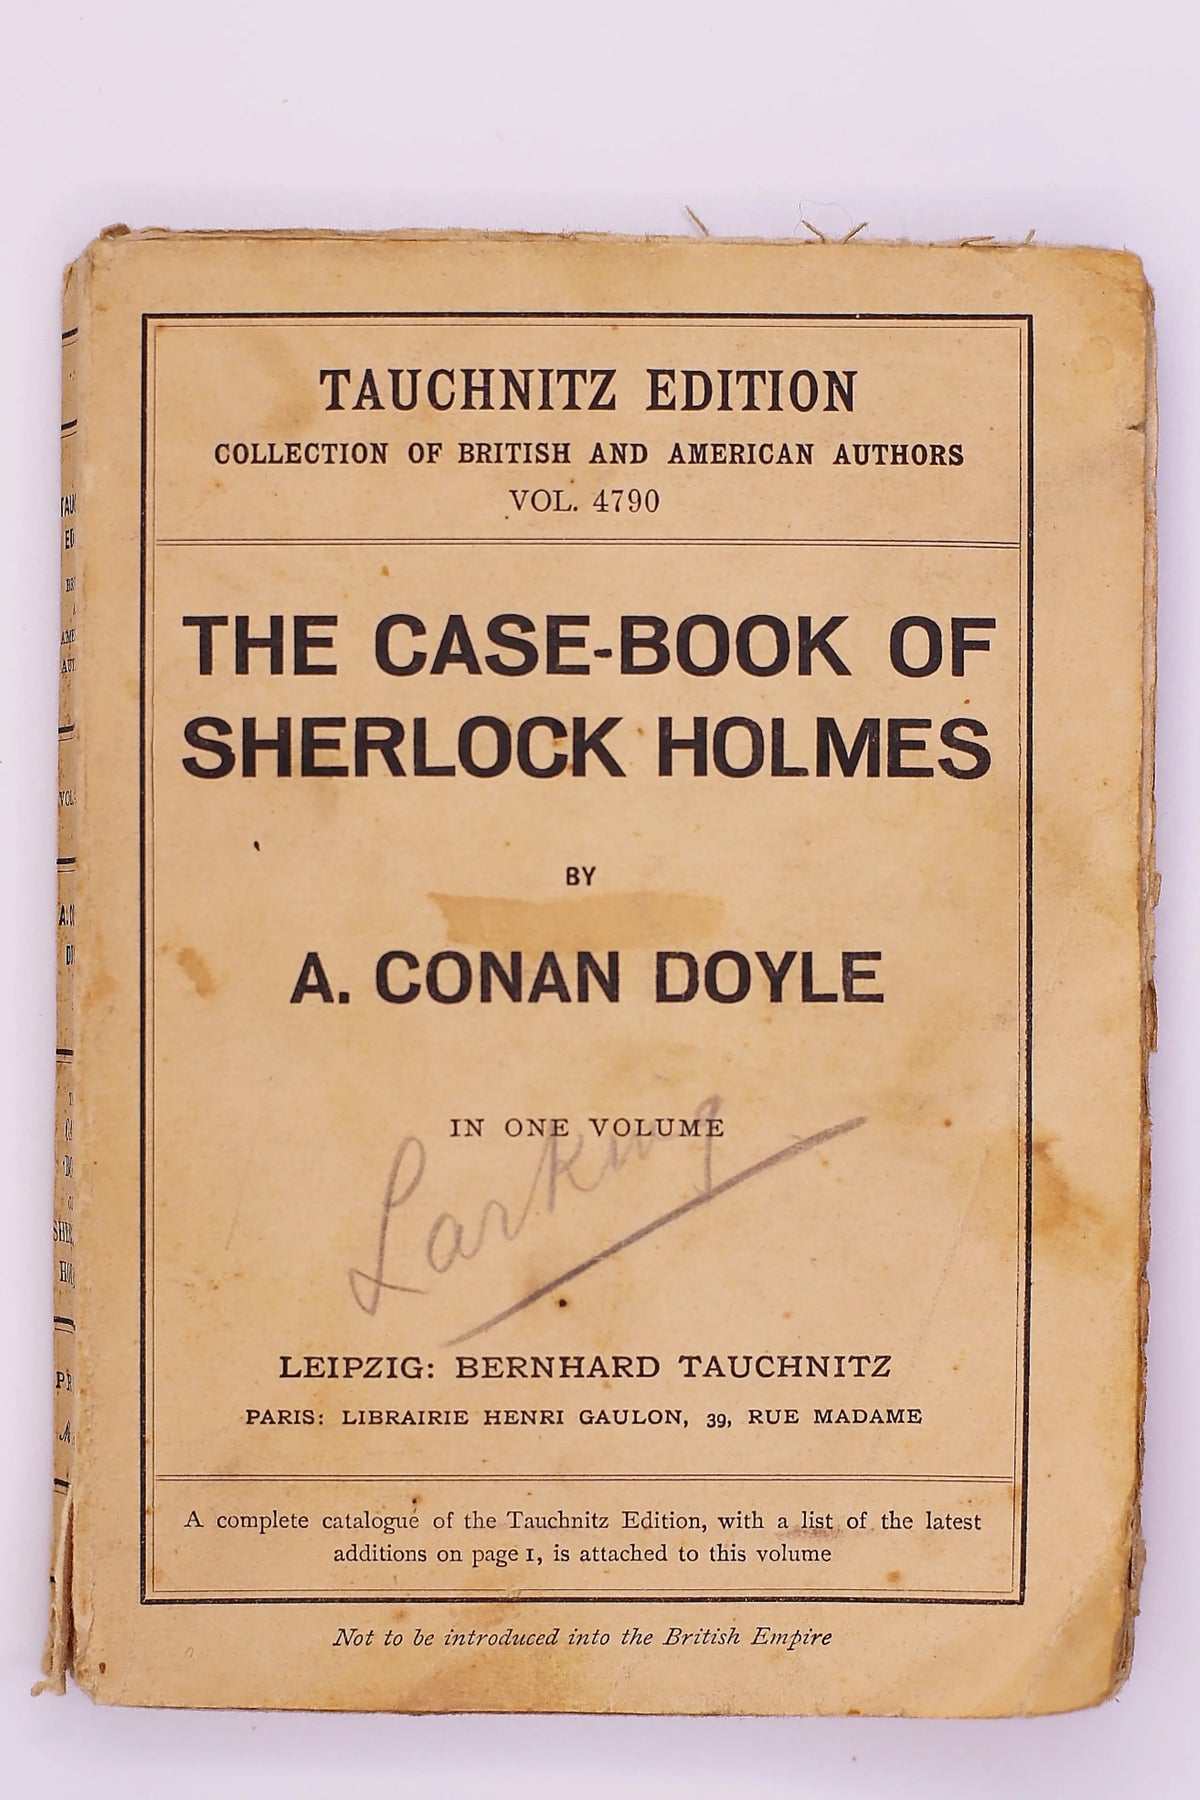 TAUCHNITZ EDITION
COLLECTION OF BRITISH AND AMERICAN AUTHORS
VOL. 4790
THE CASE-BOOK OF
SHERLOCK HOLMES
BY
A. CONAN DOYLE
IN ONE VOLUME
Larking
LEIPZIG: BERNHARD TAUCHNITZ
PARIS: LIBRAIRIE HENRI GAULON, 39, RUE MADAME
A complete catalogue of the Tauchnitz Edition, with a list of the latest
additions on page 1, is attached to this volume
Not to be introduced into the British Empire